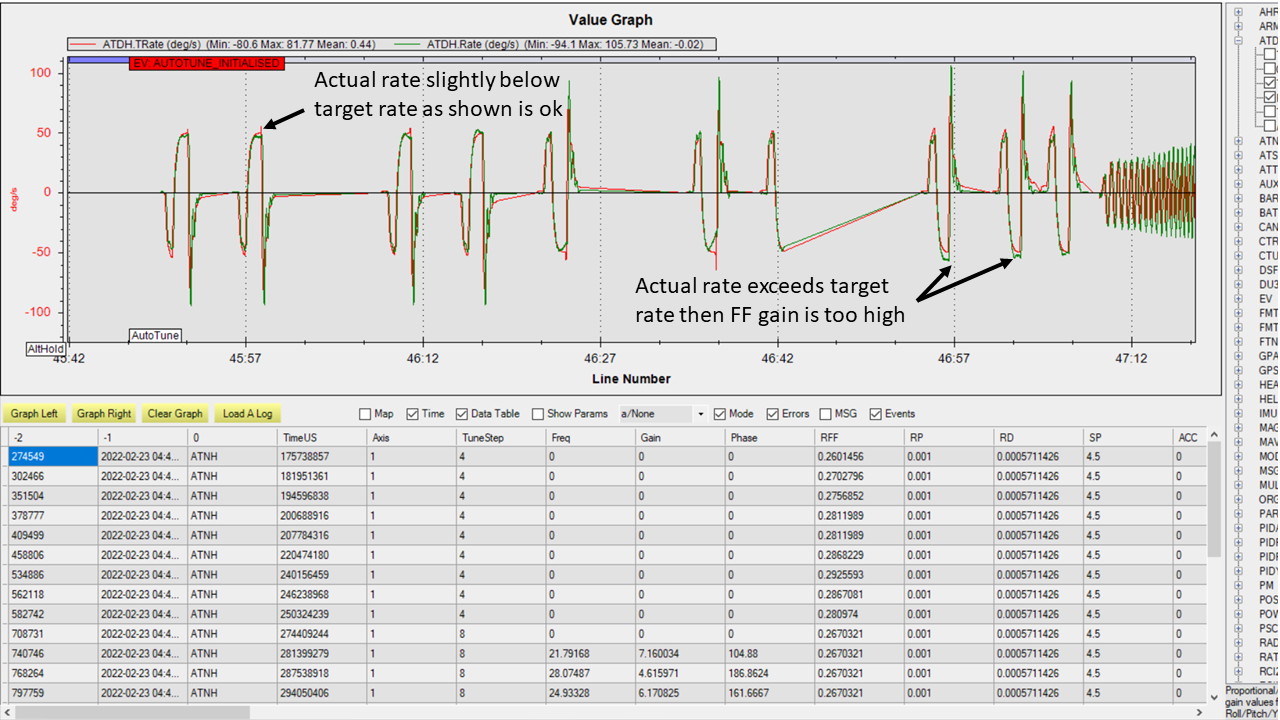 Value Graph
ATDH.TRate (deg/s) (Min: -80.6 Max: 81.77 Mean: 0.44) ATDH.Rate (deg/s) (Min: -94.1 Max: 105.73 Mean: -0.02)
EV: AUTOTUNE_INITIALISED
Actual rate slightly below
target rate as shown is ok
100
50
0
-50
-100
deg/s
Actual rate exceeds target
rate then FF gain is too high
AutoTune
AltHold
45:42 45:57 46:12 46:27 46:42 46:57 47:12
Line Number
Graph Left Graph Right Clear Graph Load A Log Map Time Data Table Show Params a/None Mode Errors MSG Events
-2 -1 0 TimeUS Axis TuneStep Freq Gain Phase RFF RP RD SP ACC
274549 2022-02-23 04:4... ATNH 175738857 1 4 0 0 0 0.2601456 0.001 0.0005711426 4.5 0
302466 2022-02-23 04:4... ATNH 181951361 1 4 0 0 0 0.2702796 0.001 0.0005711426 4.5 0
351504 2022-02-23 04:4... ATNH 194596838 1 4 0 0 0 0.2756852 0.001 0.0005711426 4.5 0
378777 2022-02-23 04:4... ATNH 200688916 1 4 0 0 0 0.2811989 0.001 0.0005711426 4.5 0
409499 2022-02-23 04:4... ATNH 207784316 1 4 0 0 0 0.2811989 0.001 0.0005711426 4.5 0
458806 2022-02-23 04:4... ATNH 220474180 1 4 0 0 0 0.2868229 0.001 0.0005711426 4.5 0
534886 2022-02-23 04:4... ATNH 240156459 1 4 0 0 0 0.2925593 0.001 0.0005711426 4.5 0
562118 2022-02-23 04:4... ATNH 246238968 1 4 0 0 0 0.2867081 0.001 0.0005711426 4.5 0
582742 2022-02-23 04:4... ATNH 250324239 1 4 0 0 0 0.280974 0.001 0.0005711426 4.5 0
708731 2022-02-23 04:4... ATNH 274409244 1 8 0 0 0 0.2670321 0.001 0.0005711426 4.5 0
740746 2022-02-23 04:4... ATNH 281399279 1 8 21.79168 7.160034 104.88 0.2670321 0.001 0.0005711426 4.5 0
768264 2022-02-23 04:4... ATNH 287538918 1 8 28.07487 4.615971 186.8624 0.2670321 0.001 0.0005711426 4.5 0
797759 2022-02-23 04:4... ATNH 294050406 1 8 24.33328 6.170825 161.6667 0.2670321 0.001 0.0005711426 4.5 0
AHR
ARM
ATD
ATN
ATS
ATT
AUX
BAR
BAT
CAN
CTR
CTU
DSF
DU3
EV
FMT
FMT
FTN
GPA
GPS
HEA
HEL
IMU
MAG
MAV
MOD
MSG
MUL
ORG
PAR
PIDA
PIDF
PIDF
PIDY
PM
POS
POW
PSC
RAD
RAT
RCI2
Proportional/
gain values f
Roll/Pitch/Y